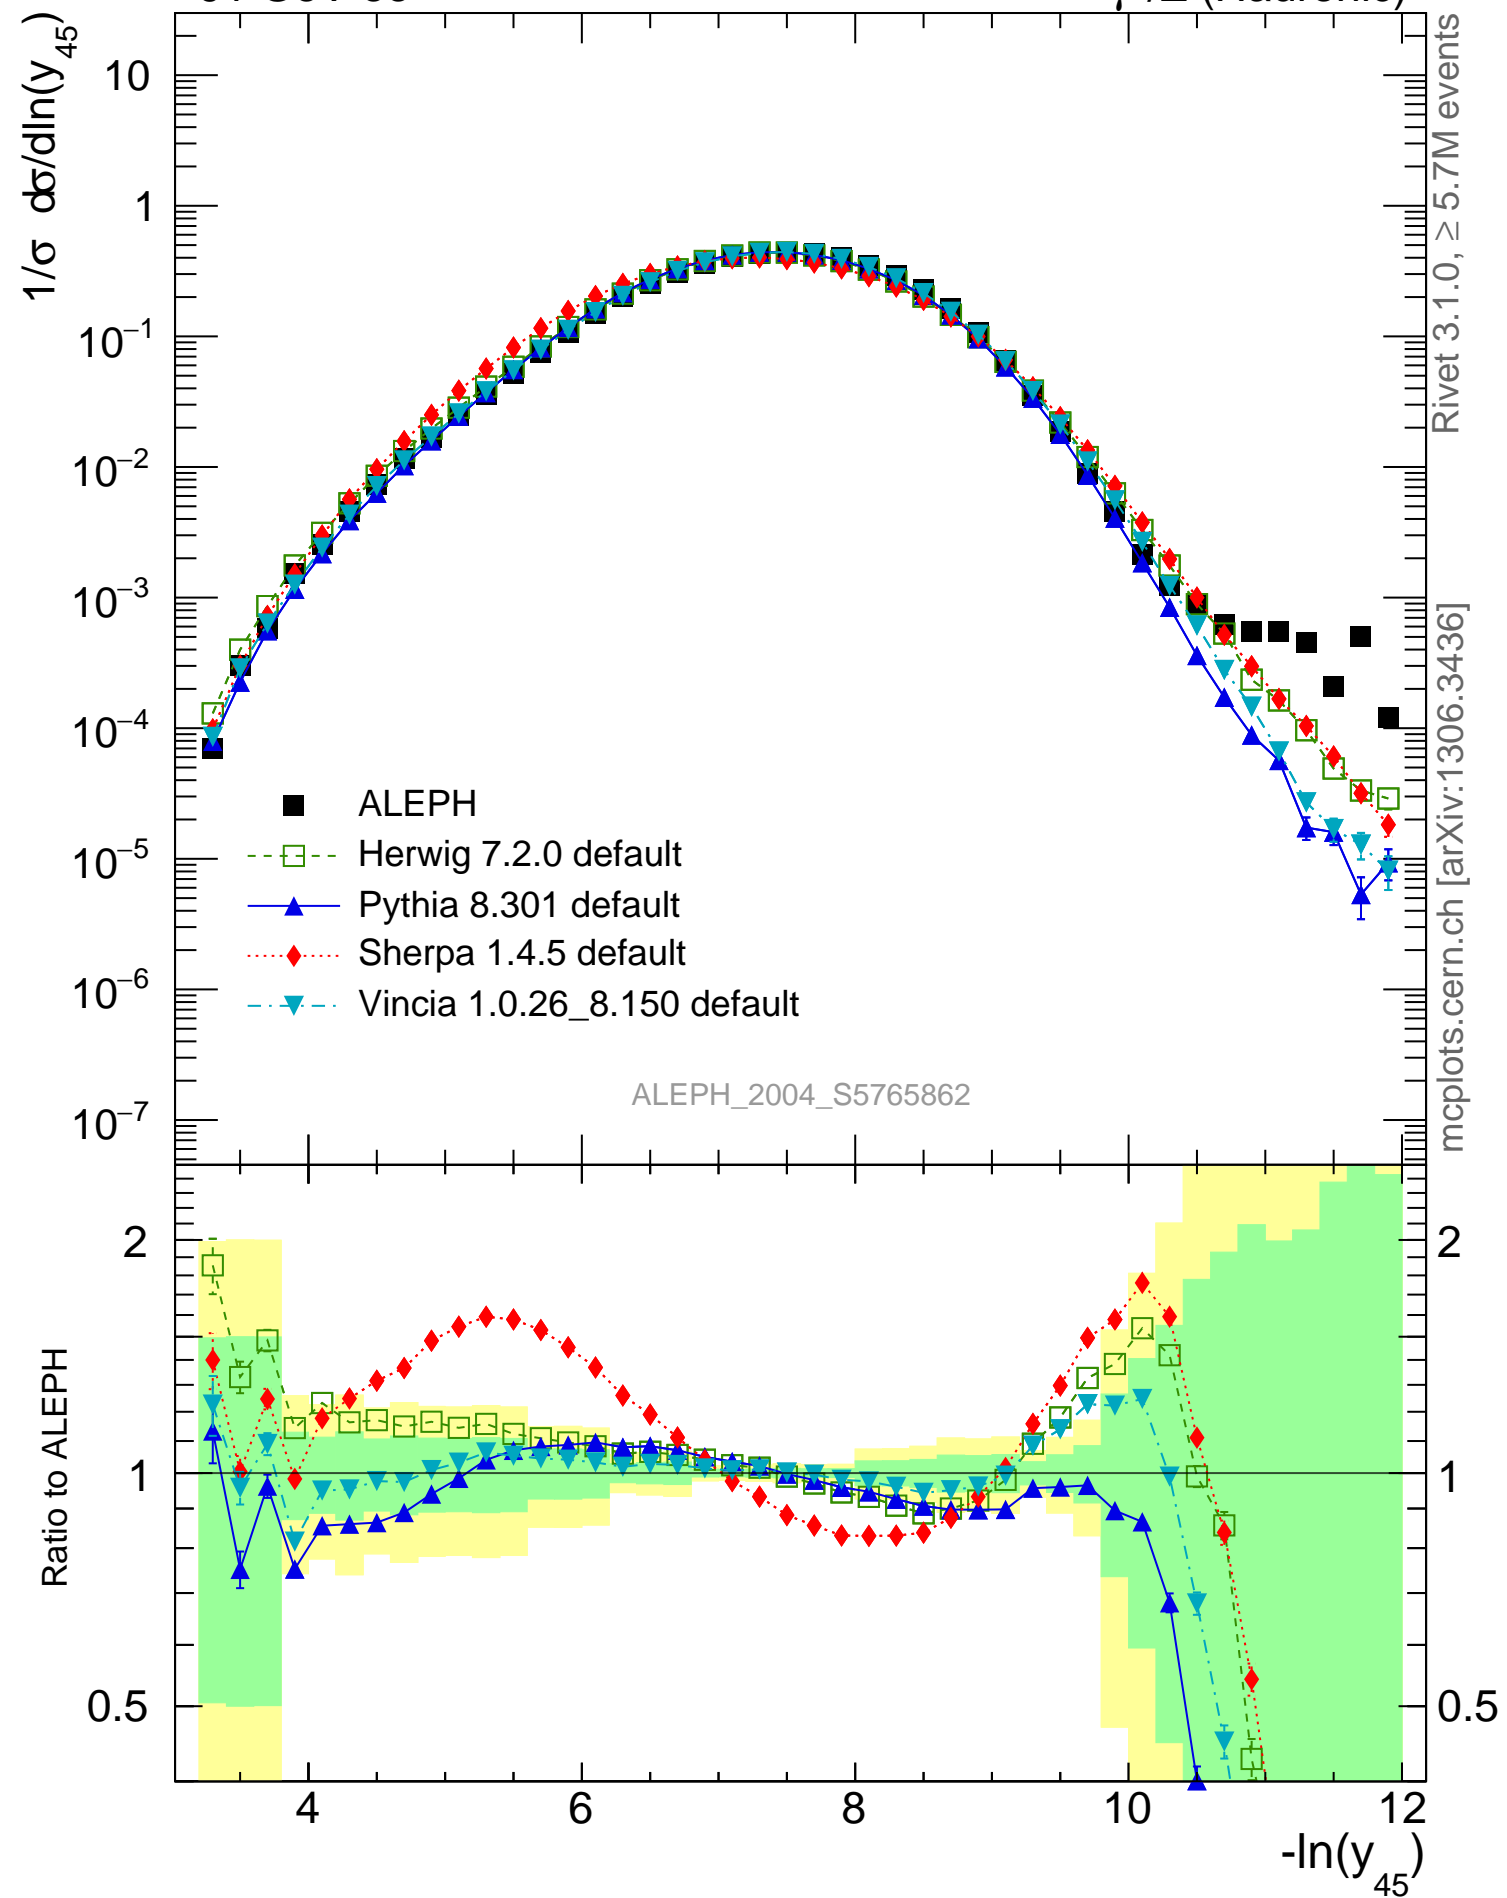 1/σ dσ/dln(y45)
10
1
10−1
10−2
10−3
10−4
10−5
10−6
10−7
ALEPH
Herwig 7.2.0 default
Pythia 8.301 default
Sherpa 1.4.5 default
Vincia 1.0.26_8.150 default
ALEPH_2004_S5765862
Rivet 3.1.0, ≥ 5.7M events
mcplots.cern.ch [arXiv:1306.3436]
Ratio to ALEPH
2
1
0.5
2
1
0.5
4 6 8 10 12
-ln(y45)